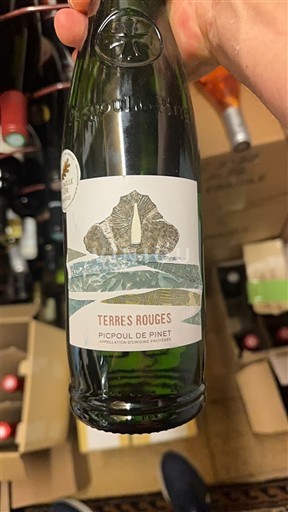 TERRES ROUGES
PICPOUL DE PINET
APPELLATION D'ORIGINE PROTÉGÉE